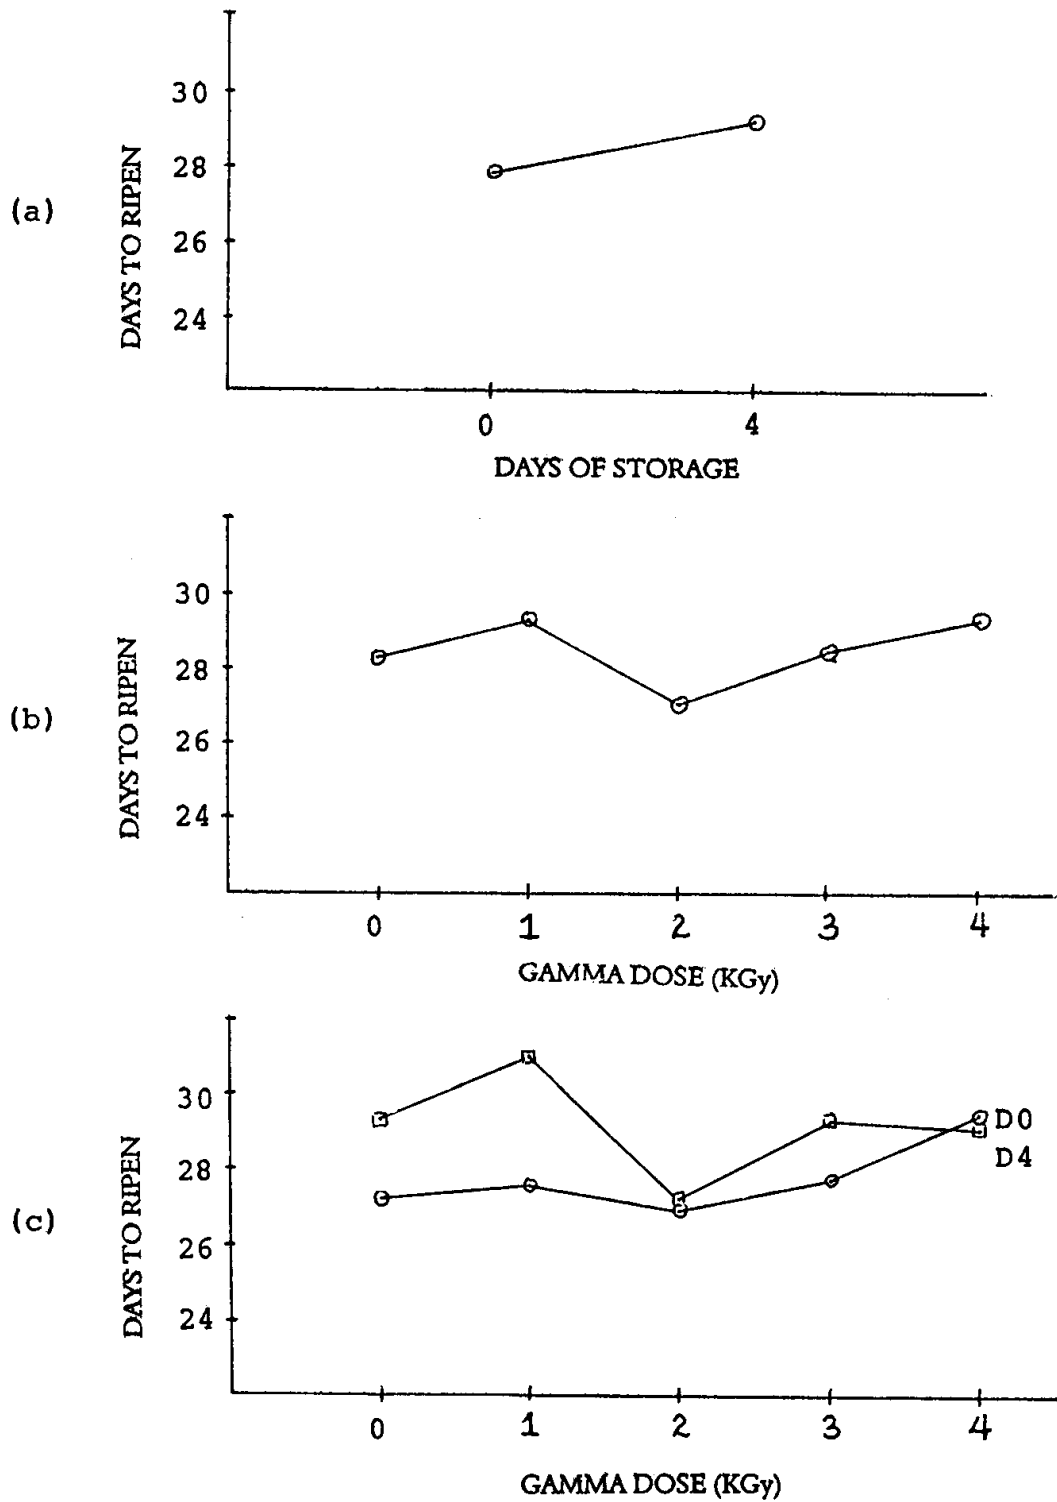 (a)
DAYS TO RIPEN
30
28
26
24
0 4
DAYS OF STORAGE
(b)
DAYS TO RIPEN
30
28
26
24
0 1 2 3 4
GAMMA DOSE (KGy)
(c)
DAYS TO RIPEN
30
28
26
24
D0
D4
0 1 2 3 4
GAMMA DOSE (KGy)